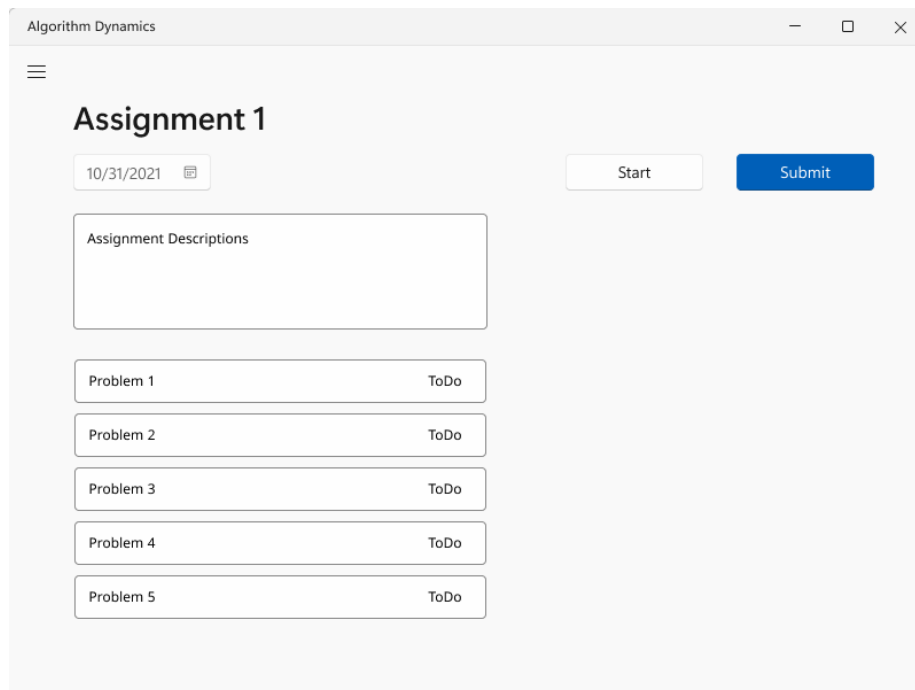 Algorithm Dynamics
Assignment 1
10/31/2021 Start Submit
Assignment Descriptions
Problem 1 ToDo
Problem 2 ToDo
Problem 3 ToDo
Problem 4 ToDo
Problem 5 ToDo